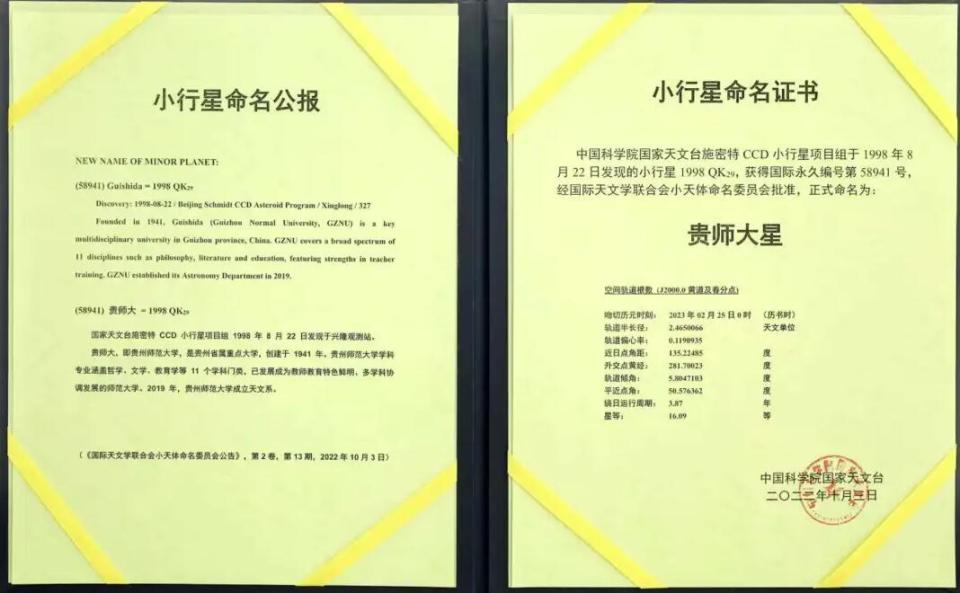 小行星命名公报
NEW NAME OF MINOR PLANET:
(58941) Guishida = 1998 QK₂₉
Discovery: 1998-08-22 / Beijing Schmidt CCD Asteroid Program / Xinglong / 327
Founded in 1941, Guishida (Guizhou Normal University, GZNU) is a key
multidisciplinary university in Guizhou province, China. GZNU covers a broad spectrum of
11 disciplines such as philosophy, literature and education, featuring strengths in teacher
training. GZNU established its Astronomy Department in 2019.
(58941) 贵师大 = 1998 QK₂₉
国家天文台施密特 CCD 小行星项目组 1998 年 8 月 22 日发现于兴隆观测站。
贵师大，即贵州师范大学，是贵州省属重点大学，创建于 1941 年。贵州师范大学学科
专业涵盖哲学、文学、教育学等 11 个学科门类，已发展成为教师教育特色鲜明、多学科协
调发展的师范大学。2019 年，贵州师范大学成立天文系。
（《国际天文学联合会小天体命名委员会公告》，第 2 卷，第 13 期，2022 年 10 月 3 日）
小行星命名证书
中国科学院国家天文台施密特 CCD 小行星项目组于 1998 年 8
月 22 日发现的小行星 1998 QK₂₉，获得国际永久编号第 58941 号，
经国际天文学联合会小天体命名委员会批准，正式命名为：
贵师大星
空间轨道根数（J2000.0 黄道及春分点）
吻切历元时刻： 2023 年 02 月 25 日 0 时 （历书时）
轨道半长径： 2.4650066 天文单位
轨道偏心率： 0.1190935
近日点角距： 135.22485 度
升交点黄经： 281.70023 度
轨道倾角： 5.8047103 度
平近点角： 50.576362 度
绕日运行周期： 3.87 年
星等： 16.09 等
中国科学院国家天文台
二〇二二年十月三日